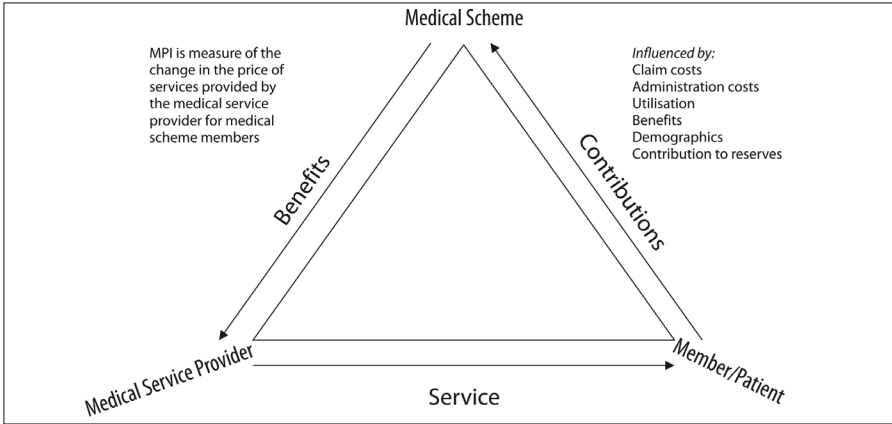 Medical Scheme
MPI is measure of the
change in the price of
services provided by
the medical service
provider for medical
scheme members
Influenced by:
Claim costs
Administration costs
Utilisation
Benefits
Demographics
Contribution to reserves
Benefits
Contributions
Medical Service Provider
Member/Patient
Service